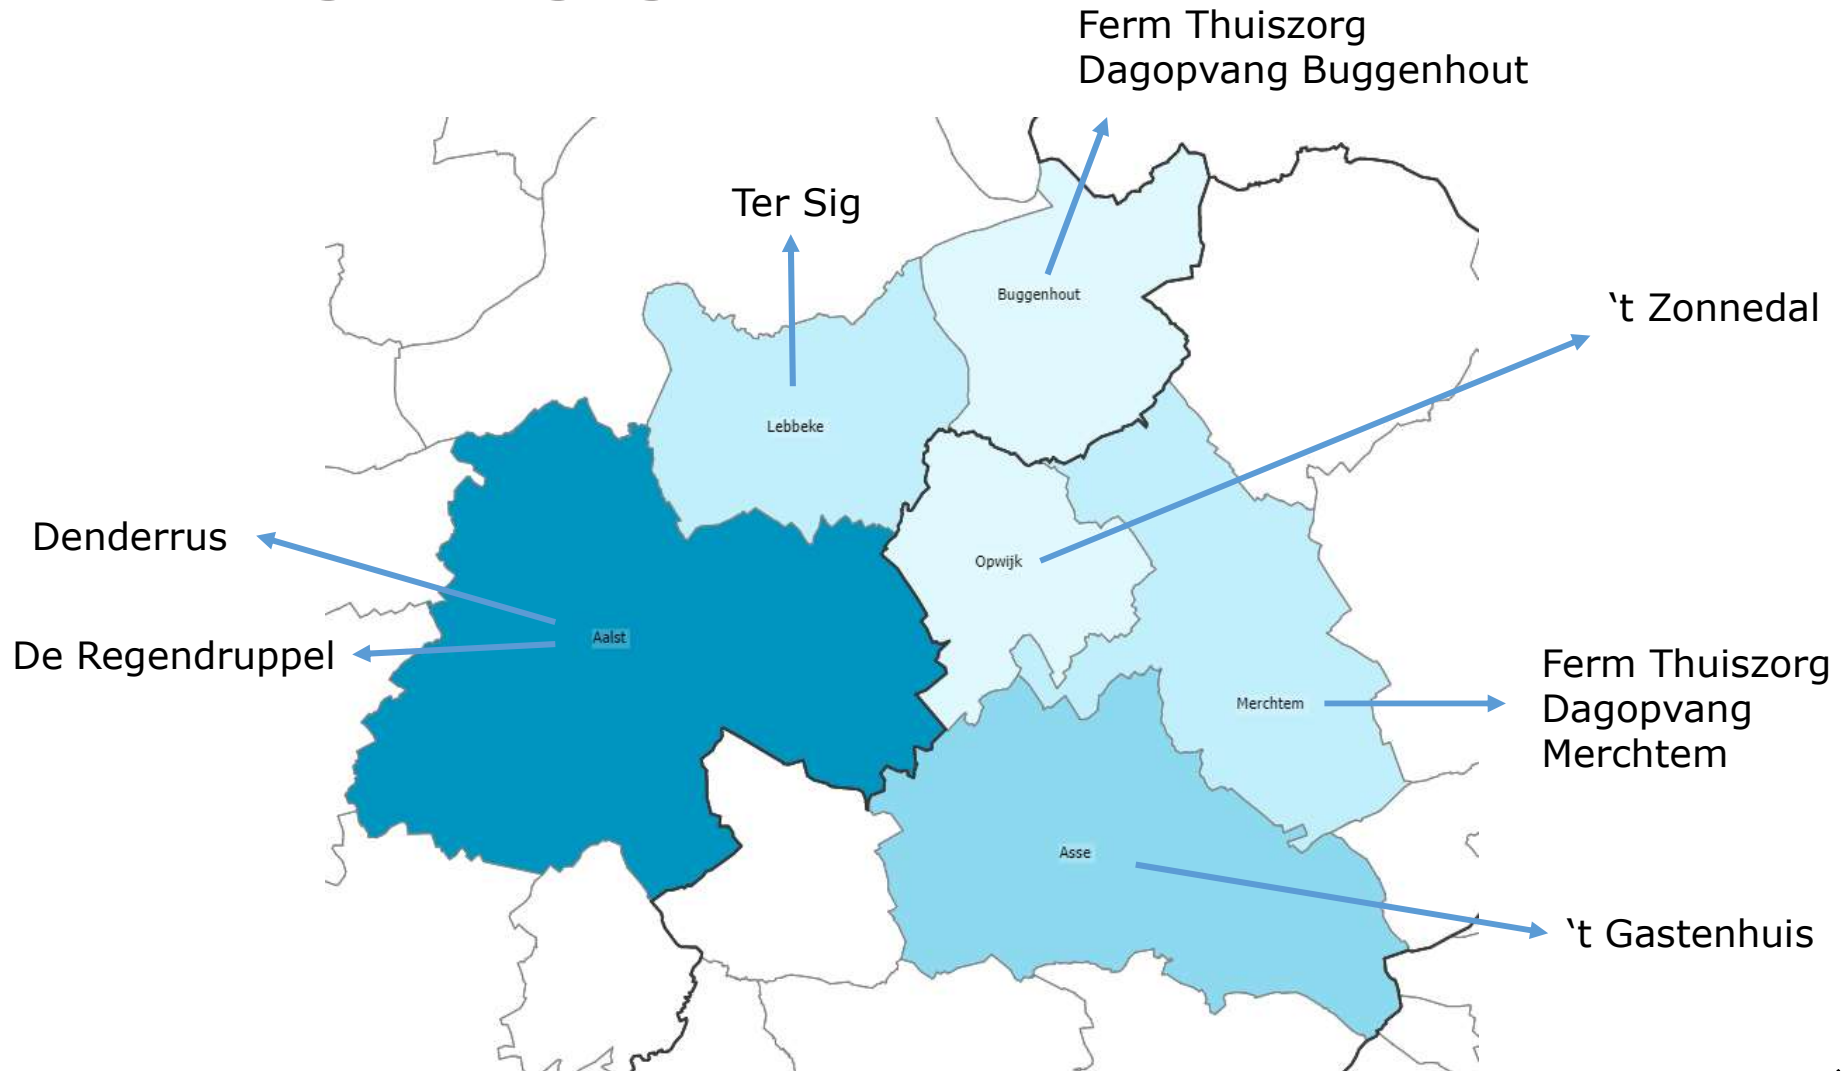 Ferm Thuiszorg
Dagopvang Buggenhout
Ter Sig
Buggenhout
‘t Zonnedal
Lebbeke
Denderrus
Opwijk
Aalst
De Regendruppel
Merchtem
Ferm Thuiszorg
Dagopvang
Merchtem
Asse
‘t Gastenhuis